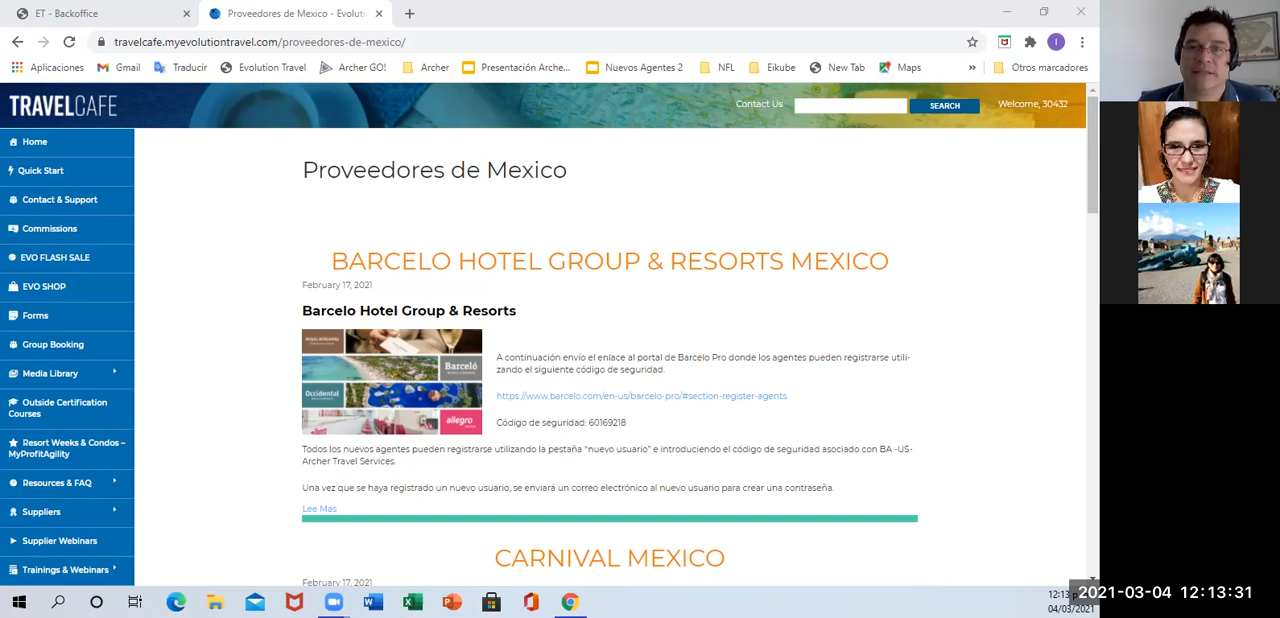 ET - Backoffice
Proveedores de Mexico - Evoluti
travelcafe.myevolutiontravel.com/proveedores-de-mexico/
I
Aplicaciones
Gmail
Traducir
Evolution Travel
Archer GO!
Archer
Presentación Arche...
Nuevos Agentes 2
NFL
Eikube
New Tab
Maps
»
Otros marcadores
TRAVELCAFE
Contact Us
SEARCH
Welcome, 30432
Home
Quick Start
Contact & Support
Commissions
EVO FLASH SALE
EVO SHOP
Forms
Group Booking
Media Library
Outside Certification
Courses
Resort Weeks & Condos –
MyProfitAgility
Resources & FAQ
Suppliers
Supplier Webinars
Trainings & Webinars
Proveedores de Mexico
BARCELO HOTEL GROUP & RESORTS MEXICO
February 17, 2021
Barcelo Hotel Group & Resorts
Barceló
Occidental
allegro
A continuación envío el enlace al portal de Barcelo Pro donde los agentes pueden registrarse utili-
zando el siguiente código de seguridad.
https://www.barcelo.com/en-us/barcelo-pro/#section-register-agents
Código de seguridad: 60169218
Todos los nuevos agentes pueden registrarse utilizando la pestaña “nuevo usuario” e introduciendo el código de seguridad asociado con BA -US-
Archer Travel Services.
Una vez que se haya registrado un nuevo usuario, se enviará un correo electrónico al nuevo usuario para crear una contraseña.
Lee Mas
CARNIVAL MEXICO
February 17, 2021
12:13 p
04/03/2021
2021-03-04 12:13:31